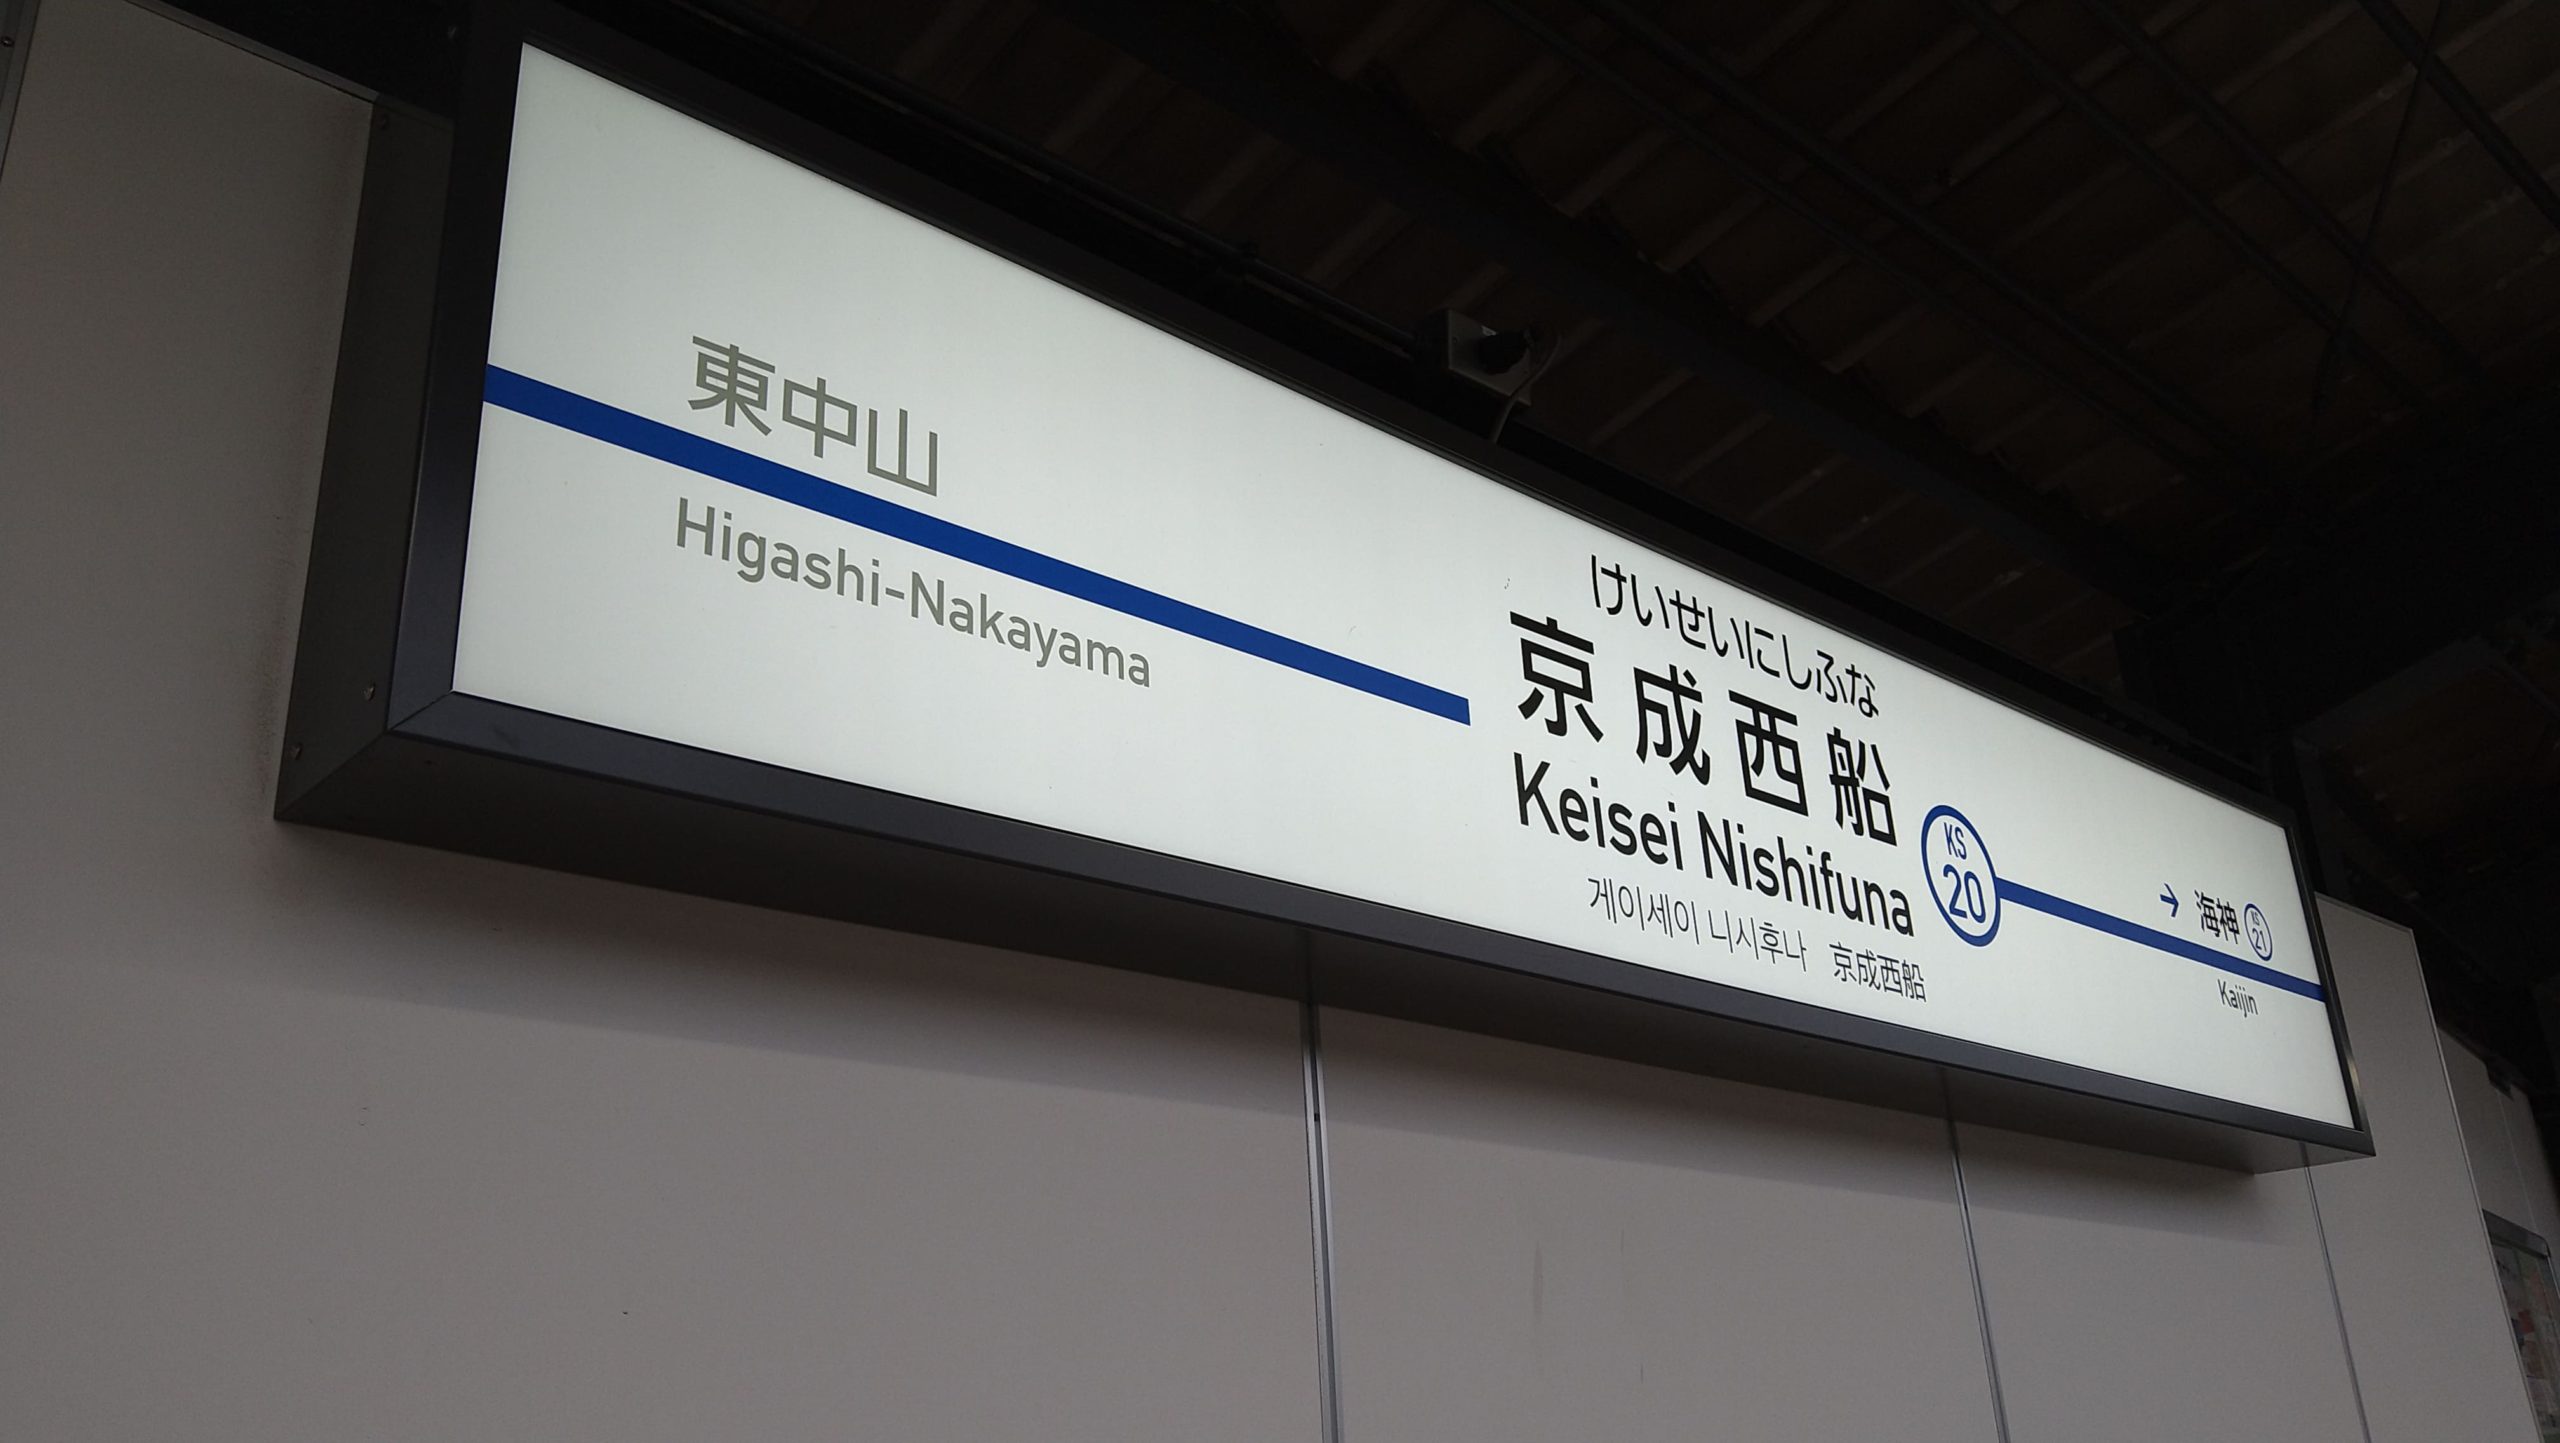 東中山
Higashi-Nakayama
けいせいにしふな
京成西船
Keisei Nishifuna
게이세이 니시후나 京成西船
KS
20
→ 海神
KS
21
Kaijin